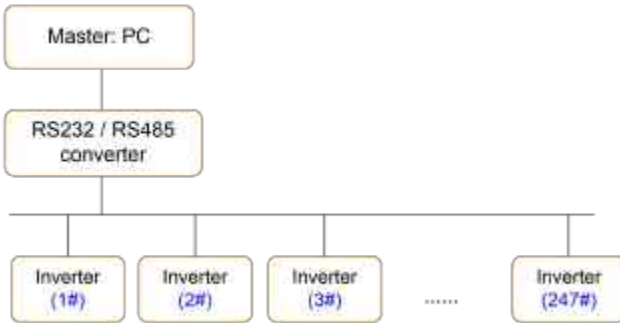 Master: PC
RS232 / RS485
converter
Inverter
(1#)
Inverter
(2#)
Inverter
(3#)
......
Inverter
(247#)